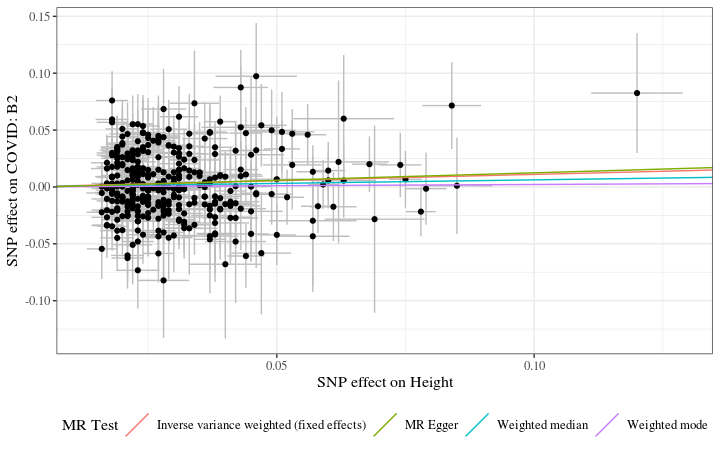 0.15
0.10
0.05
0.00
-0.05
-0.10
SNP effect on COVID: B2
0.05 0.10
SNP effect on Height
MR Test Inverse variance weighted (fixed effects) MR Egger Weighted median Weighted mode